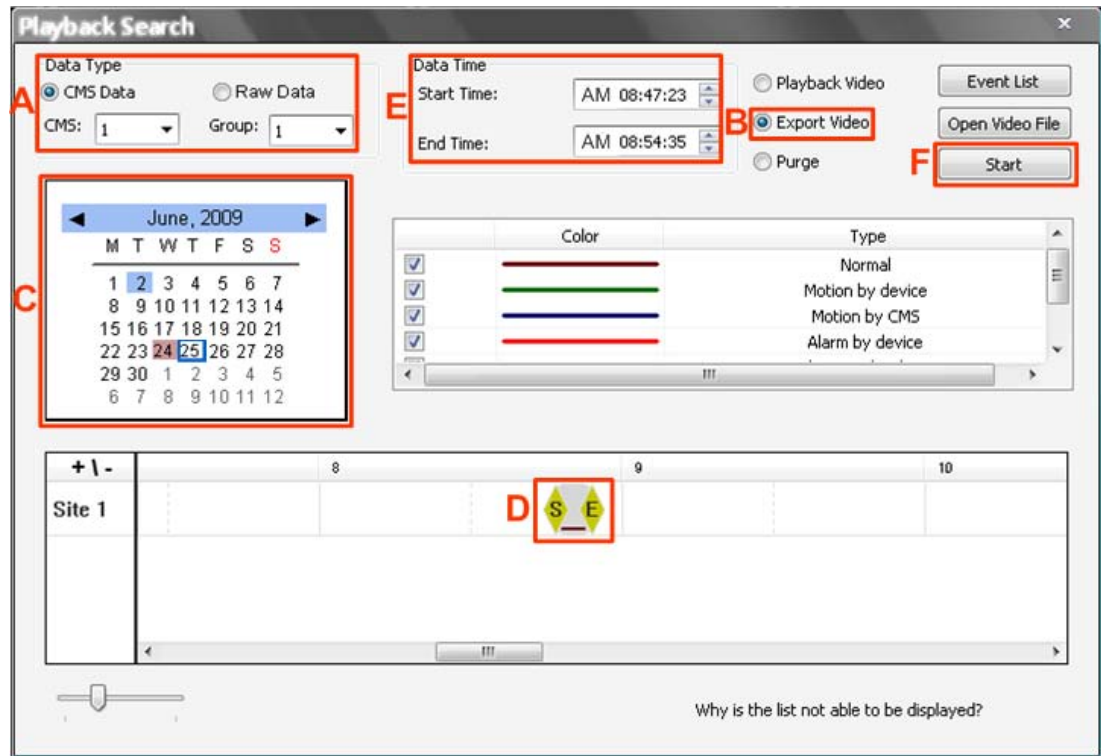 Playback Search
Data Type
A
CMS Data
Raw Data
CMS: 1
Group: 1
Data Time
E
Start Time: AM 08:47:23
End Time: AM 08:54:35
Playback Video
B
Export Video
Purge
Event List
Open Video File
F
Start
C
June, 2009
M T W T F S S
1 2 3 4 5 6 7
8 9 10 11 12 13 14
15 16 17 18 19 20 21
22 23 24 25 26 27 28
29 30 1 2 3 4 5
6 7 8 9 10 11 12
Color Type
Normal
Motion by device
Motion by CMS
Alarm by device
+ \ - 8 9 10
Site 1
D
S E
Why is the list not able to be displayed?